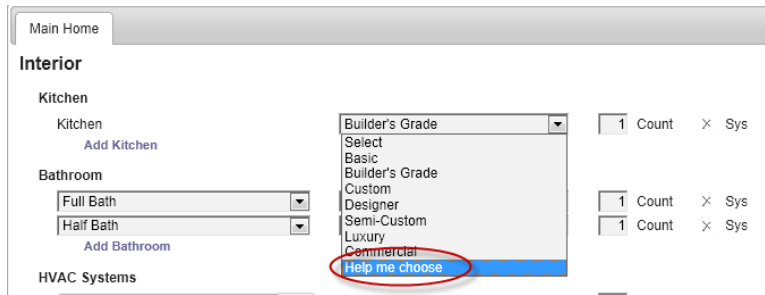 Main Home
Interior
Kitchen
Kitchen Builder's Grade 1 Count × Sys
Add Kitchen Select
Basic
Bathroom Builder's Grade
Custom
Full Bath Designer 1 Count × Sys
Half Bath Semi-Custom 1 Count × Sys
Luxury
Add Bathroom Commercial
Help me choose
HVAC Systems